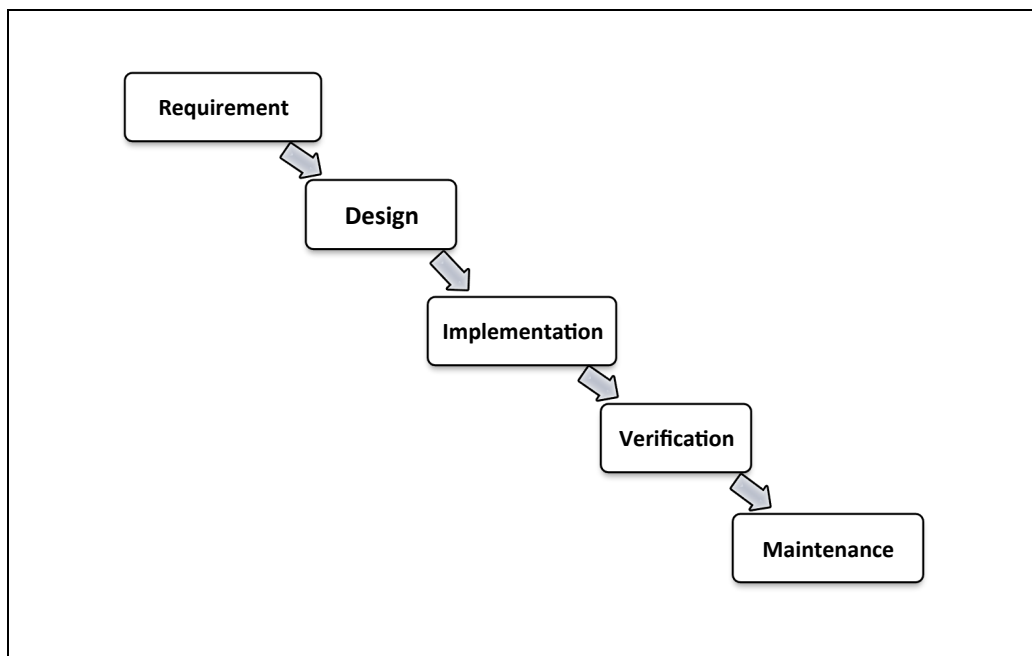 Requirement
Design
Implementation
Verification
Maintenance